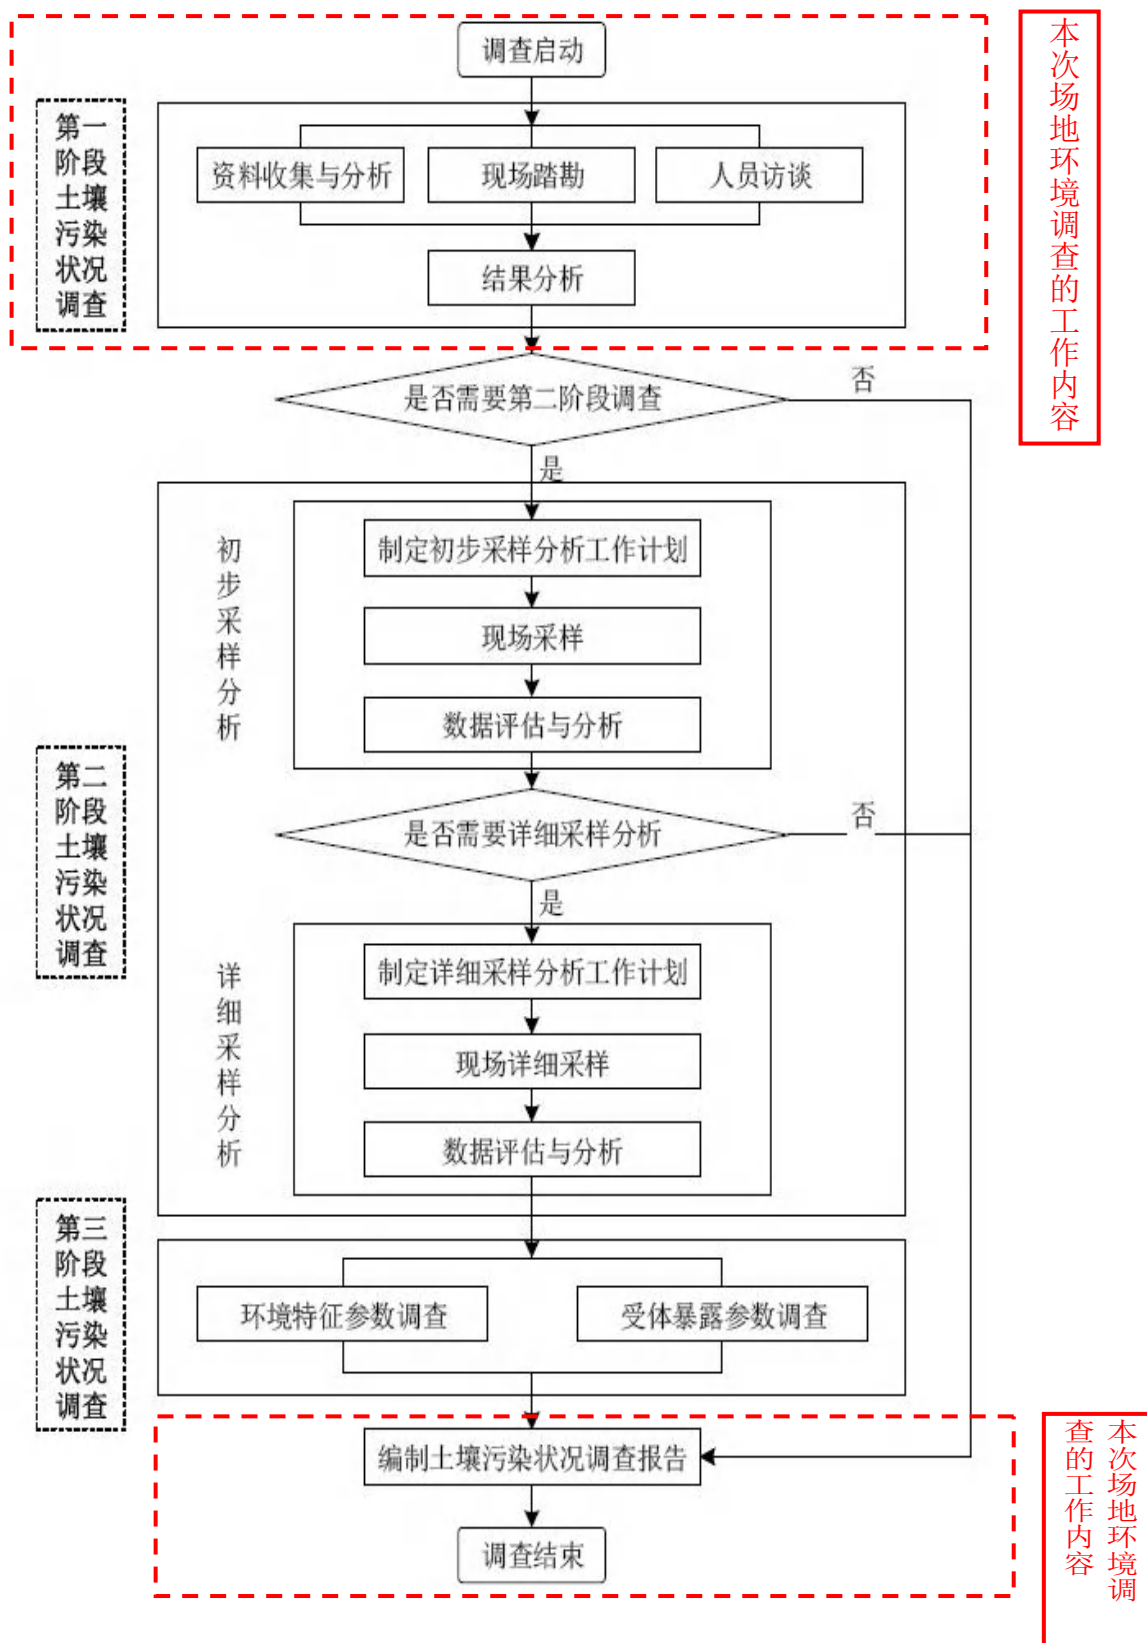 调查启动
本次场地环境调查的工作内容
第一
阶段
土壤
污染
状况
调查
资料收集与分析
现场踏勘
人员访谈
结果分析
是否需要第二阶段调查
否
是
初步采样分析
制定初步采样分析工作计划
现场采样
数据评估与分析
第二
阶段
土壤
污染
状况
调查
是否需要详细采样分析
否
是
详细采样分析
制定详细采样分析工作计划
现场详细采样
数据评估与分析
第三
阶段
土壤
污染
状况
调查
环境特征参数调查
受体暴露参数调查
编制土壤污染状况调查报告
调查结束
本次场地环境调
查的工作内容